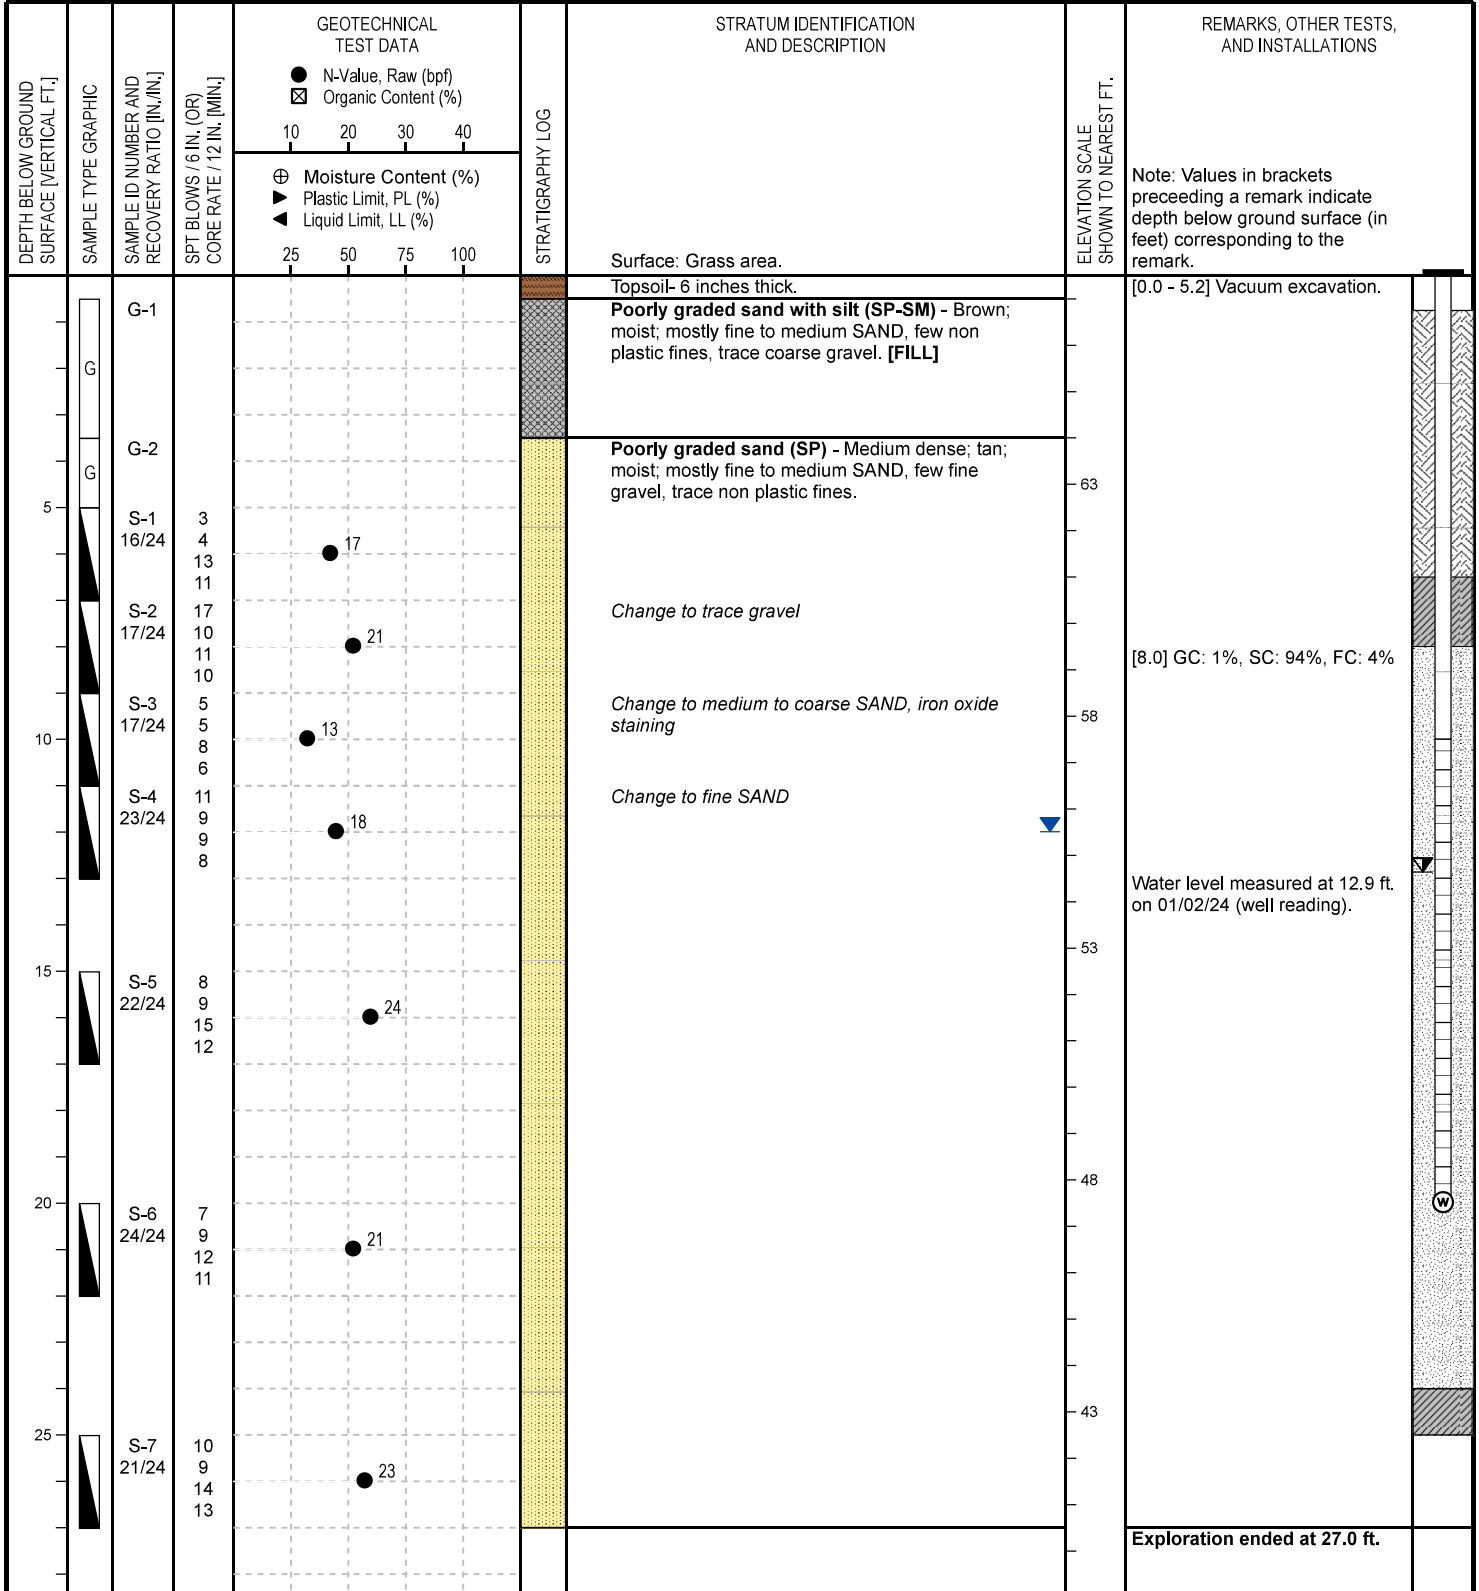 DEPTH BELOW GROUND
SURFACE [VERTICAL FT.]
SAMPLE TYPE GRAPHIC
SAMPLE ID NUMBER AND
RECOVERY RATIO [IN./IN.]
SPT BLOWS / 6 IN. (OR)
CORE RATE / 12 IN. [MIN.]
GEOTECHNICAL
TEST DATA
N-Value, Raw (bpf)
Organic Content (%)
10 20 30 40
Moisture Content (%)
Plastic Limit, PL (%)
Liquid Limit, LL (%)
25 50 75 100
STRATIGRAPHY LOG
STRATUM IDENTIFICATION
AND DESCRIPTION
Surface: Grass area.
ELEVATION SCALE
SHOWN TO NEAREST FT.
REMARKS, OTHER TESTS,
AND INSTALLATIONS
Note: Values in brackets
preceeding a remark indicate
depth below ground surface (in
feet) corresponding to the
remark.
Topsoil- 6 inches thick.
[0.0 - 5.2] Vacuum excavation.
G-1
G
Poorly graded sand with silt (SP-SM) - Brown;
moist; mostly fine to medium SAND, few non
plastic fines, trace coarse gravel. [FILL]
G-2
G
Poorly graded sand (SP) - Medium dense; tan;
moist; mostly fine to medium SAND, few fine
gravel, trace non plastic fines.
63
5
S-1
16/24
3
4
13
11
17
S-2
17/24
17
10
11
10
21
Change to trace gravel
[8.0] GC: 1%, SC: 94%, FC: 4%
S-3
17/24
5
5
8
6
13
Change to medium to coarse SAND, iron oxide
staining
58
10
S-4
23/24
11
9
9
8
18
Change to fine SAND
Water level measured at 12.9 ft.
on 01/02/24 (well reading).
53
15
S-5
22/24
8
9
15
12
24
48
20
S-6
24/24
7
9
12
11
21
W
43
25
S-7
21/24
10
9
14
13
23
Exploration ended at 27.0 ft.